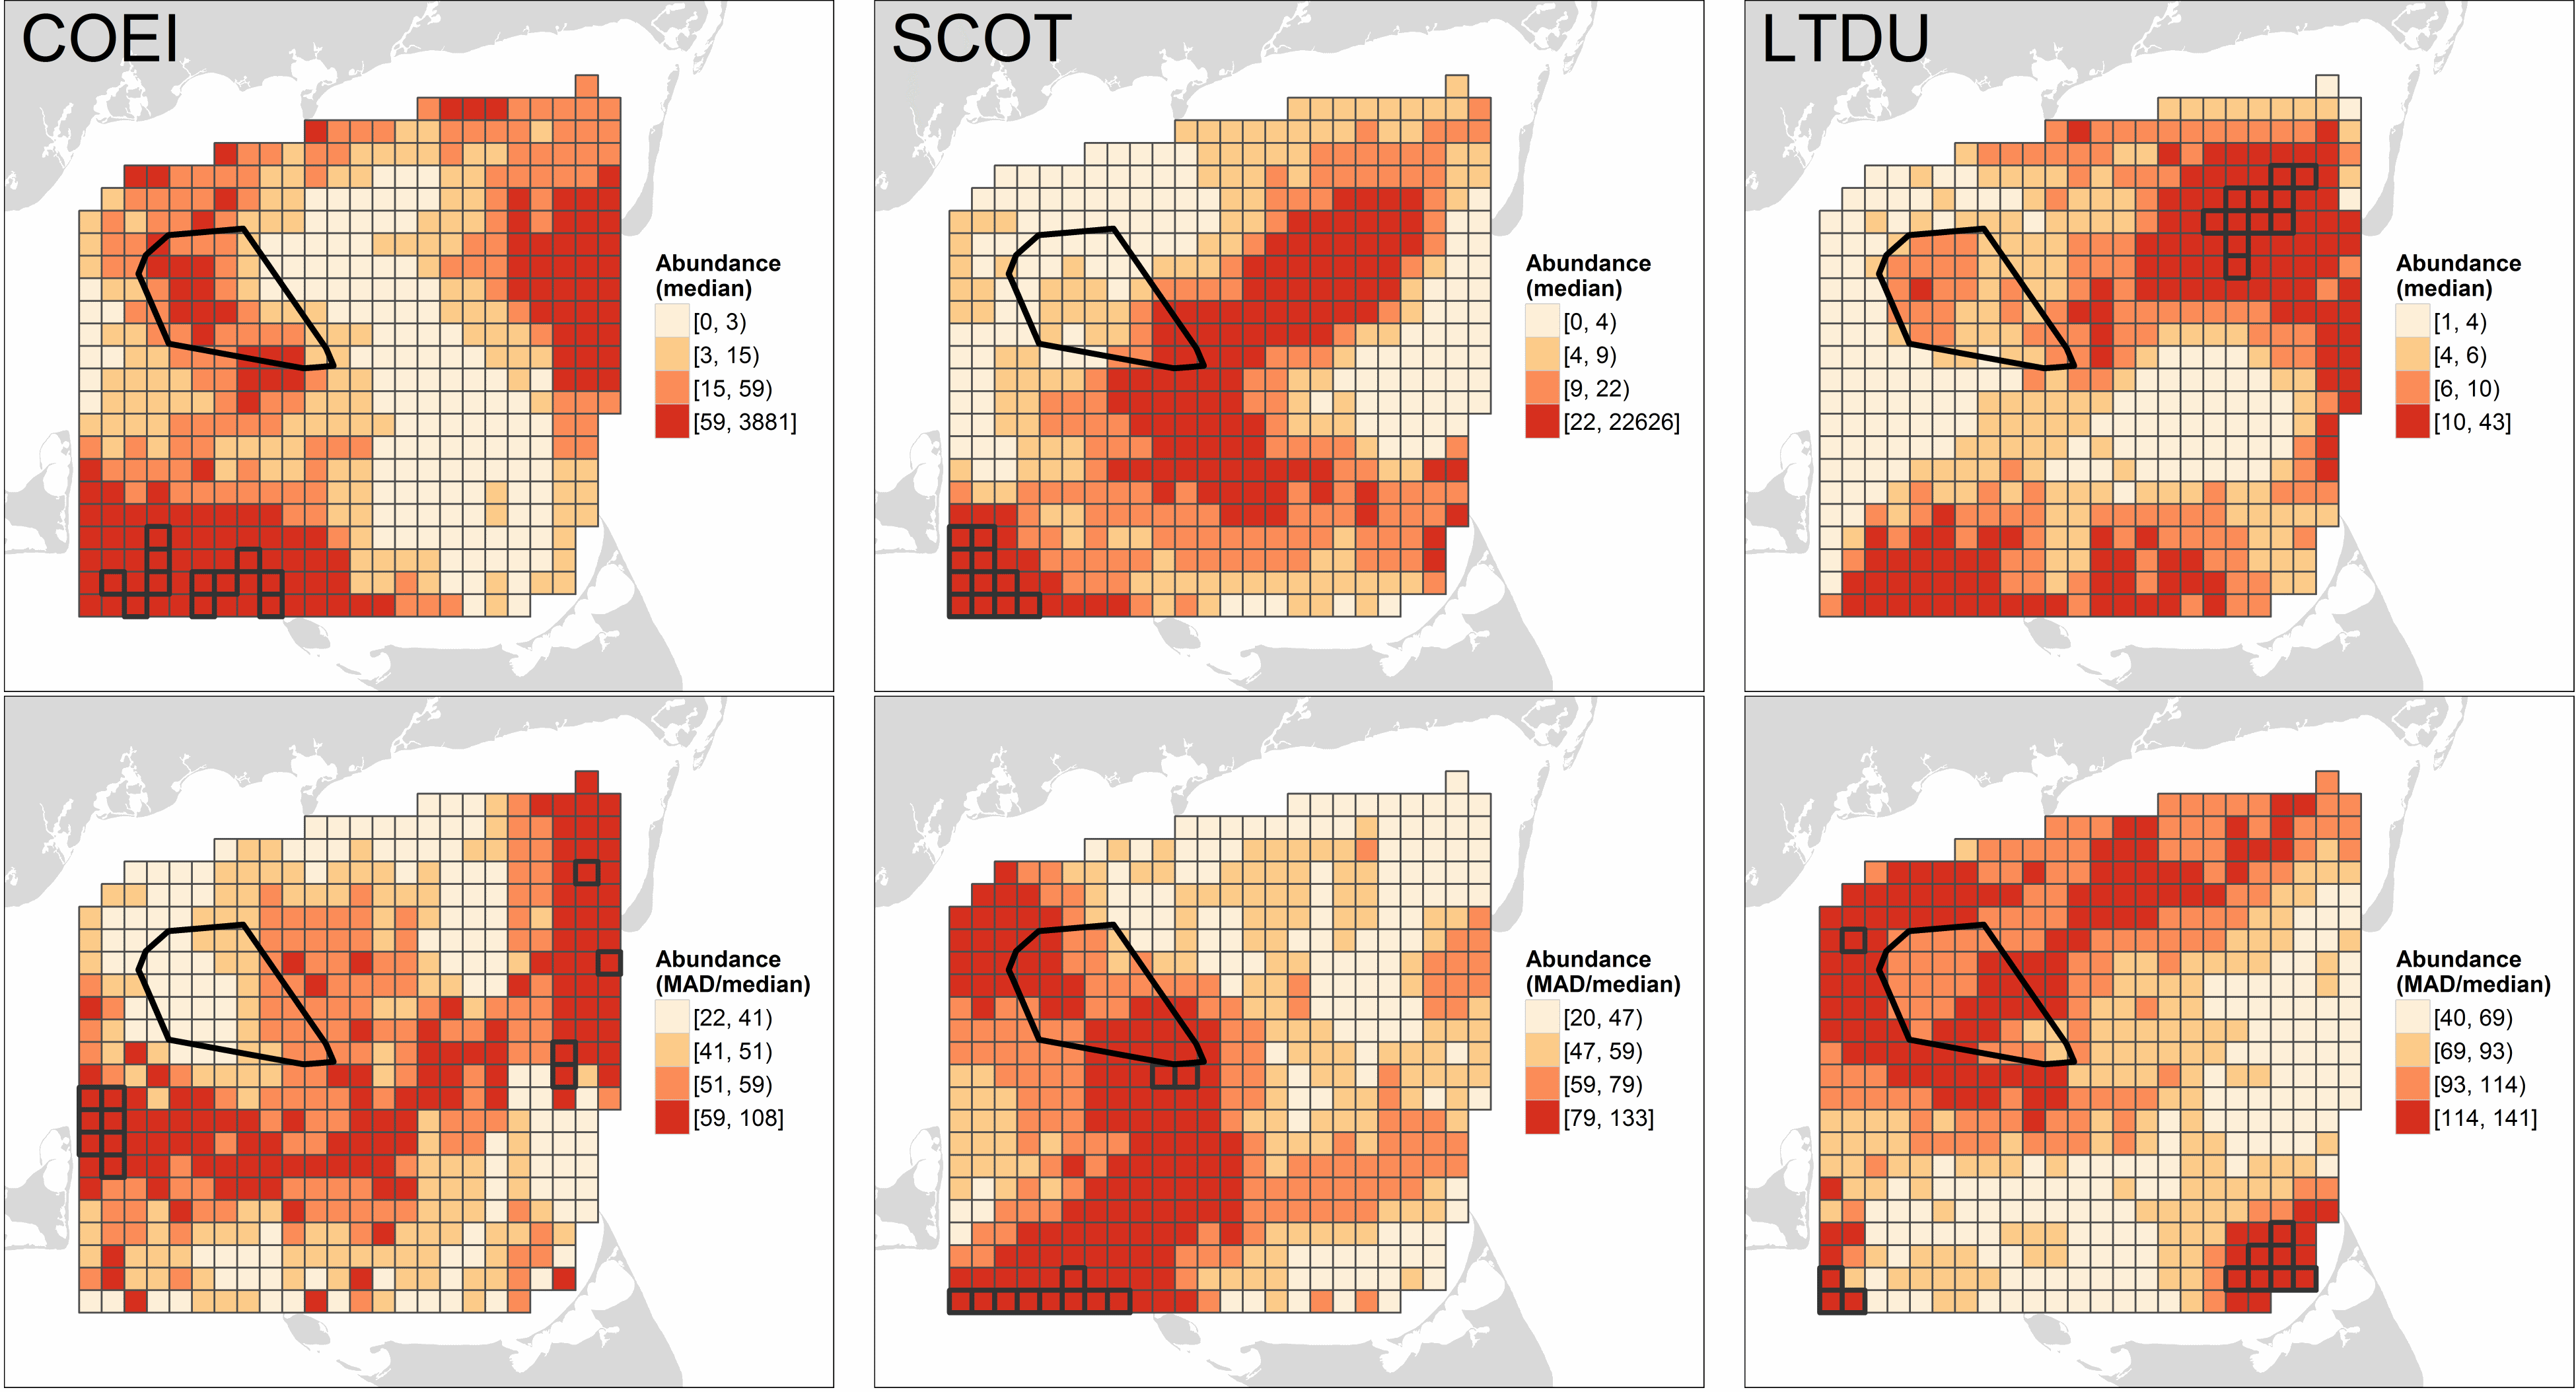 COEI
Abundance
(median)
[0, 3)
[3, 15)
[15, 59)
[59, 3881]
SCOT
Abundance
(median)
[0, 4)
[4, 9)
[9, 22)
[22, 22626]
LTDU
Abundance
(median)
[1, 4)
[4, 6)
[6, 10)
[10, 43]
Abundance
(MAD/median)
[22, 41)
[41, 51)
[51, 59)
[59, 108]
Abundance
(MAD/median)
[20, 47)
[47, 59)
[59, 79)
[79, 133]
Abundance
(MAD/median)
[40, 69)
[69, 93)
[93, 114)
[114, 141]